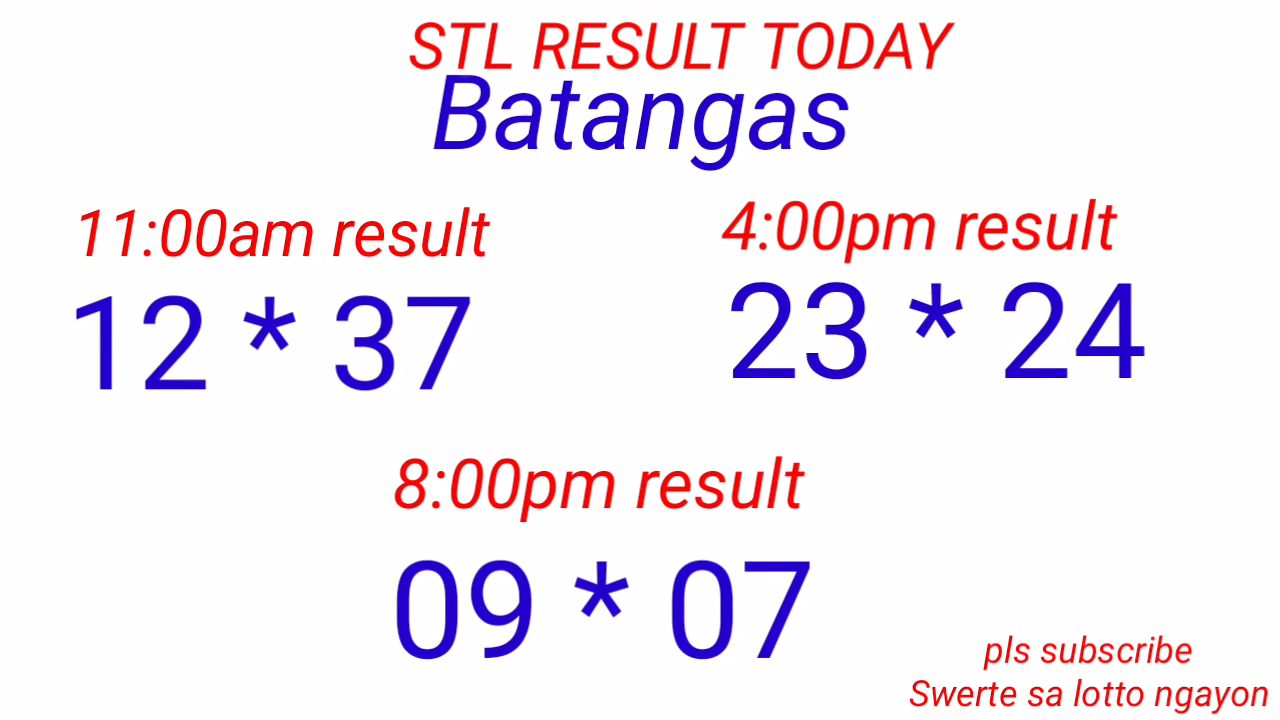 STL RESULT TODAY
Batangas
11:00am result
12 * 37
4:00pm result
23 * 24
8:00pm result
09 * 07
pls subscribe
Swerte sa lotto ngayon